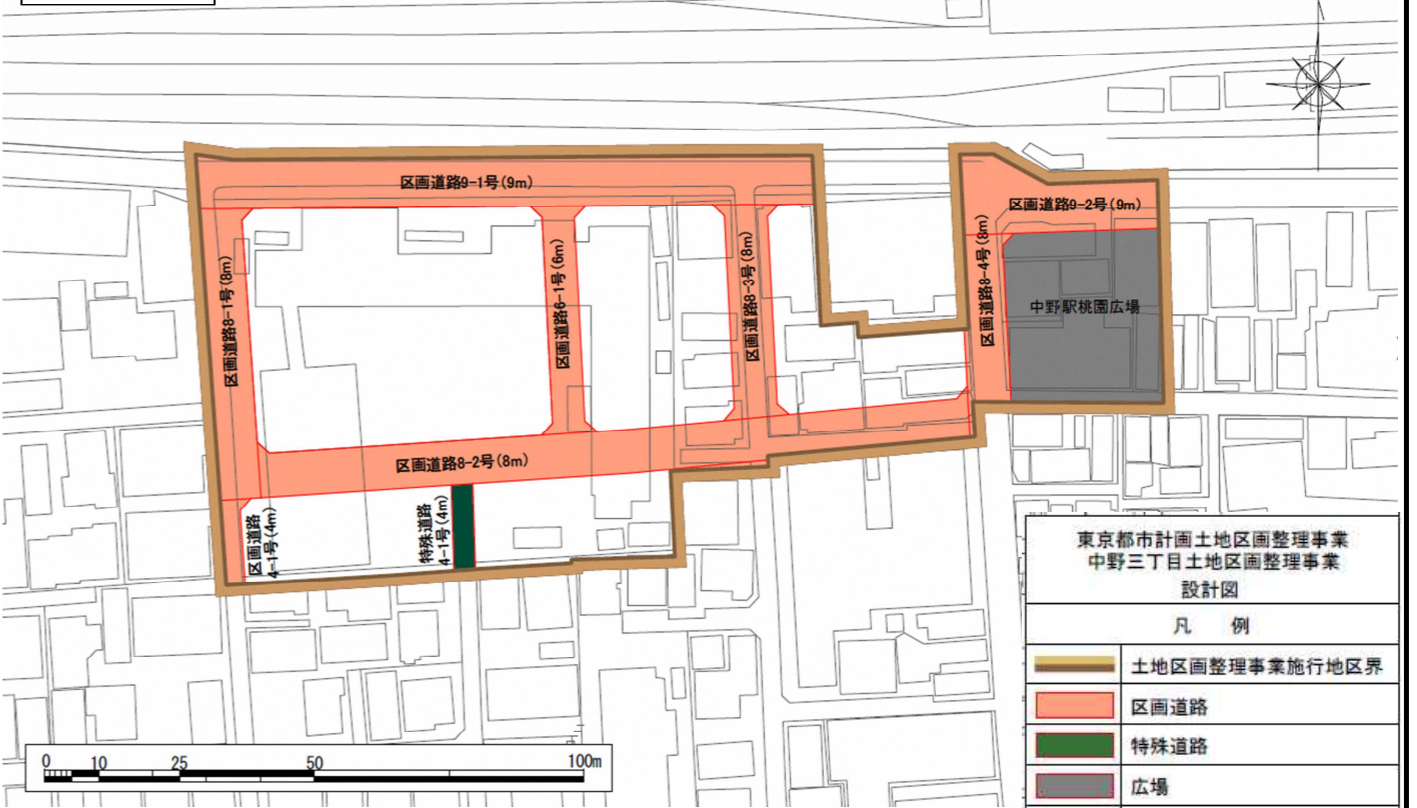 区画道路9-1号(9m)
区画道路9-2号(9m)
区画道路8-1号(8m)
区画道路6-1号(6m)
区画道路8-3号(8m)
区画道路8-4号(8m)
中野駅桃園広場
区画道路8-2号(8m)
区画道路
4-1号(4m)
特殊道路
4-1号(4m)
東京都市計画土地区画整理事業
中野三丁目土地区画整理事業
設計図
凡 例
土地区画整理事業施行地区界
区画道路
特殊道路
広場
0 10 25 50 100m